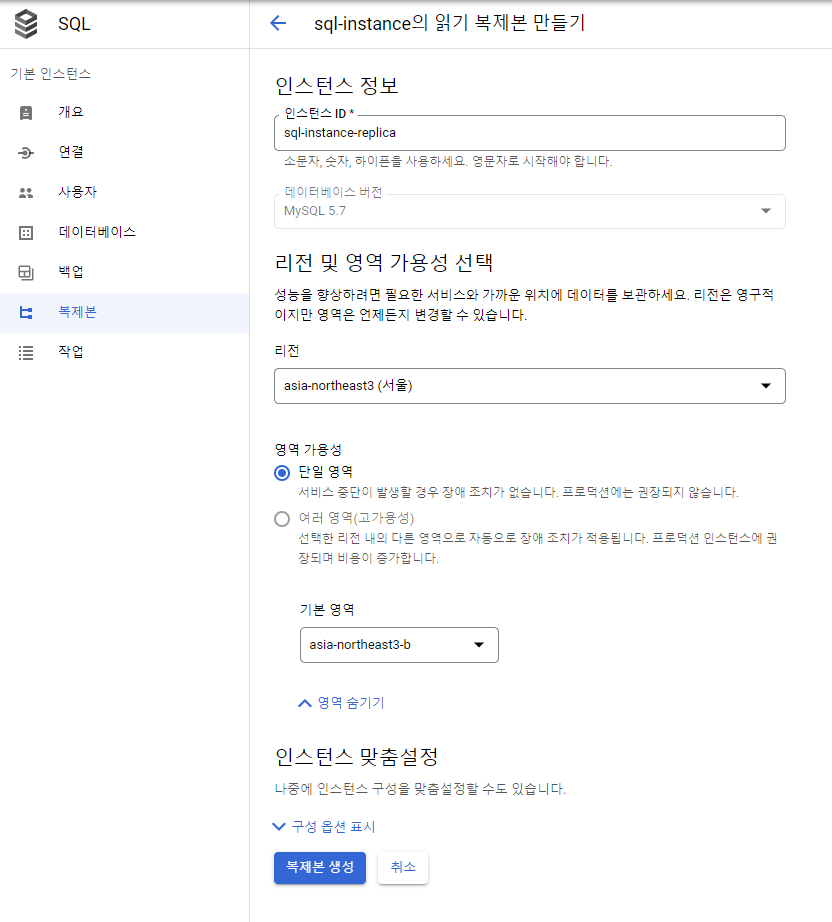 SQL
sql-instance의 읽기 복제본 만들기
기본 인스턴스
개요
연결
사용자
데이터베이스
백업
복제본
작업
인스턴스 정보
인스턴스 ID *
sql-instance-replica
소문자, 숫자, 하이픈을 사용하세요. 영문자로 시작해야 합니다.
데이터베이스 버전
MySQL 5.7
리전 및 영역 가용성 선택
성능을 향상하려면 필요한 서비스와 가까운 위치에 데이터를 보관하세요. 리전은 영구적
이지만 영역은 언제든지 변경할 수 있습니다.
리전
asia-northeast3 (서울)
영역 가용성
단일 영역
서비스 중단이 발생할 경우 장애 조치가 없습니다. 프로덕션에는 권장되지 않습니다.
여러 영역(고가용성)
선택한 리전 내의 다른 영역으로 자동으로 장애 조치가 적용됩니다. 프로덕션 인스턴스에 권
장되며 비용이 증가합니다.
기본 영역
asia-northeast3-b
영역 숨기기
인스턴스 맞춤설정
나중에 인스턴스 구성을 맞춤설정할 수도 있습니다.
구성 옵션 표시
복제본 생성
취소